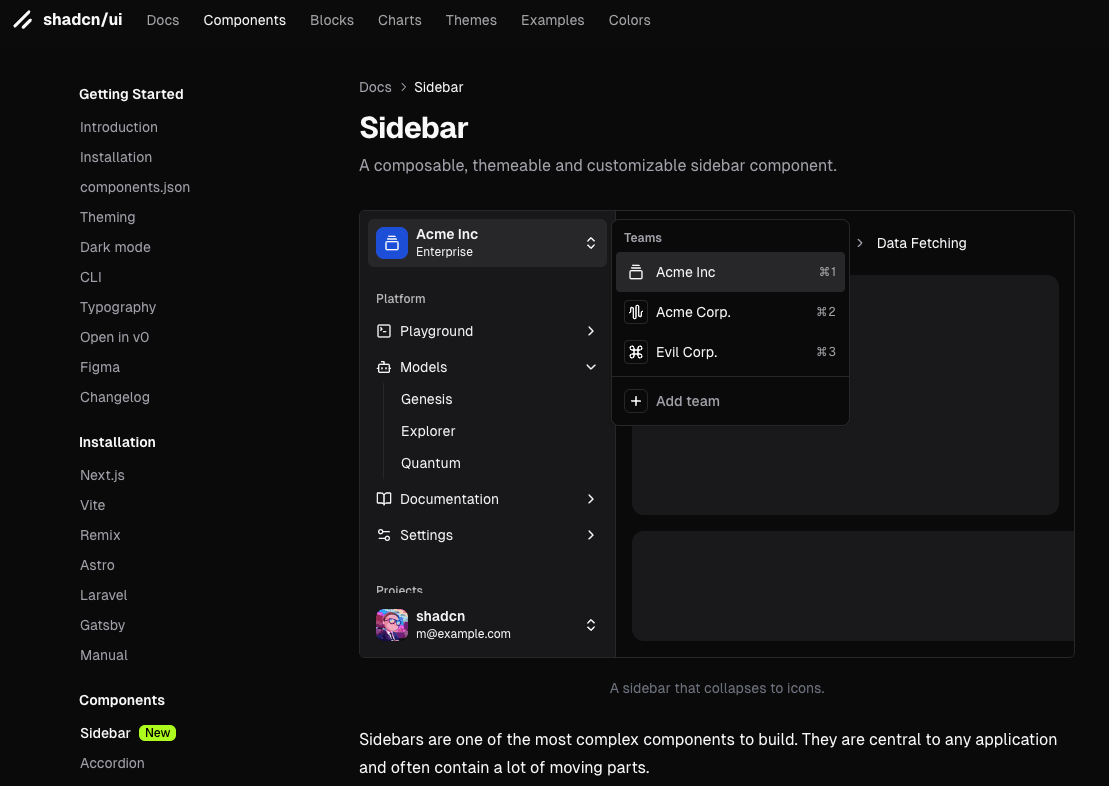 shadcn/ui Docs Components Blocks Charts Themes Examples Colors
Getting Started
Introduction
Installation
components.json
Theming
Dark mode
CLI
Typography
Open in v0
Figma
Changelog
Installation
Next.js
Vite
Remix
Astro
Laravel
Gatsby
Manual
Components
Sidebar New
Accordion
Docs > Sidebar
Sidebar
A composable, themeable and customizable sidebar component.
Acme Inc
Enterprise
Platform
Playground
Models
Genesis
Explorer
Quantum
Documentation
Settings
Projects
shadcn
m@example.com
Teams
Acme Inc ⌘1
Acme Corp. ⌘2
Evil Corp. ⌘3
Add team
> Data Fetching
A sidebar that collapses to icons.
Sidebars are one of the most complex components to build. They are central to any application
and often contain a lot of moving parts.